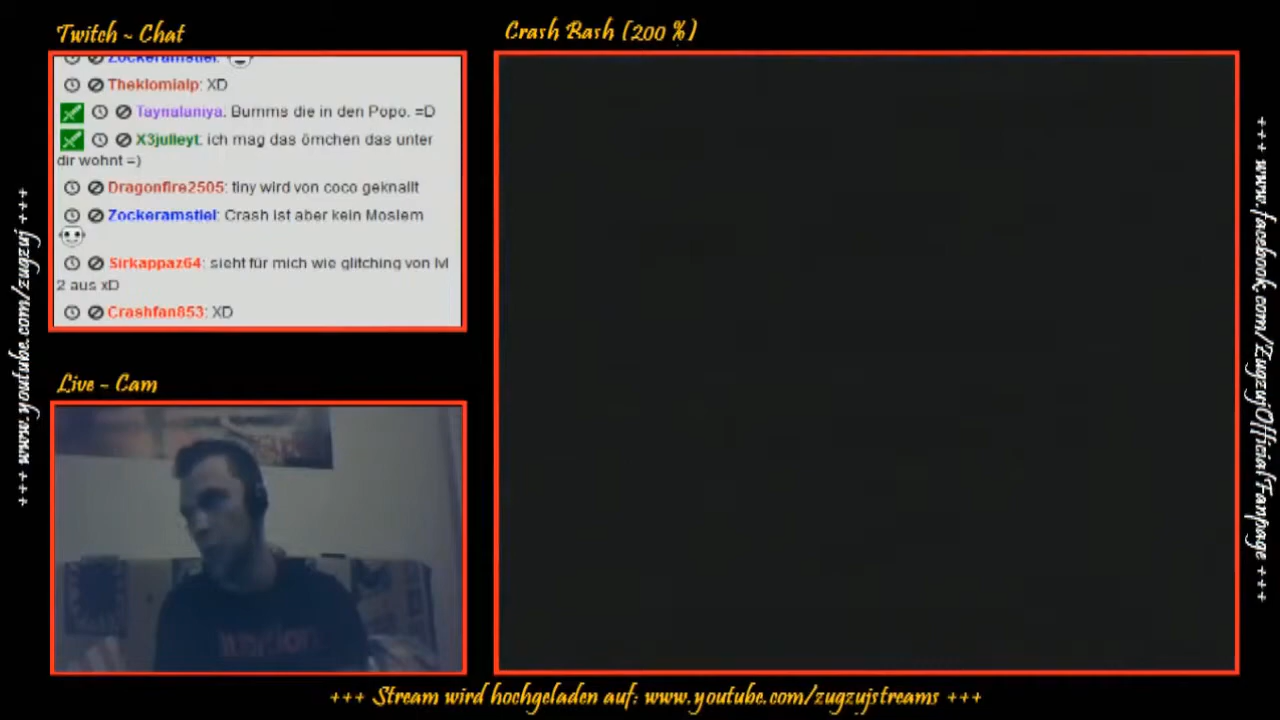 Twitch ~ Chat
Crash Bash (200 %)
Zockeramstiel:
Theklomialp: XD
Taynalaniya: Bumms die in den Popo. =D
X3julleyt: ich mag das ömchen das unter
dir wohnt =)
Dragonfire2505: tiny wird von coco geknallt
Zockeramstiel: Crash ist aber kein Moslem
Sirkappaz64: sieht für mich wie glitching von lvl
2 aus xD
Crashfan853: XD
Live ~ Cam
+++ www.youtube.com/zugzuj +++
+++ www.facebook.com/ZugzujOfficialFanpage +++
+++ Stream wird hochgeladen auf: www.youtube.com/zugzujstreams +++